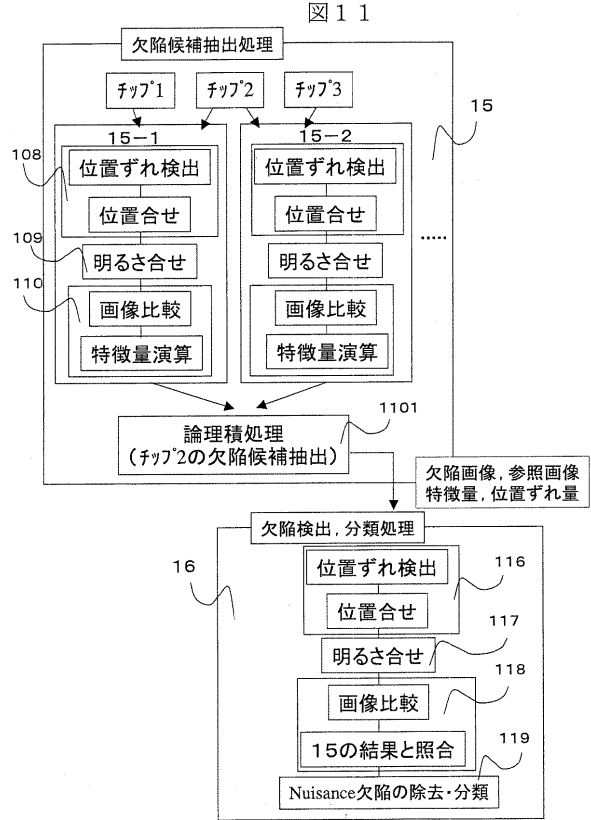 図１１
欠陥候補抽出処理
ﾁｯﾌﾟ1
ﾁｯﾌﾟ2
ﾁｯﾌﾟ3
15
15－1
108
位置ずれ検出
位置合せ
109
明るさ合せ
110
画像比較
特徴量演算
15－2
位置ずれ検出
位置合せ
明るさ合せ
画像比較
特徴量演算
‥‥‥
1101
論理積処理
（ﾁｯﾌﾟ2の欠陥候補抽出）
欠陥画像，参照画像
特徴量，位置ずれ量
欠陥検出，分類処理
16
位置ずれ検出
116
位置合せ
117
明るさ合せ
118
画像比較
15の結果と照合
119
Nuisance欠陥の除去・分類